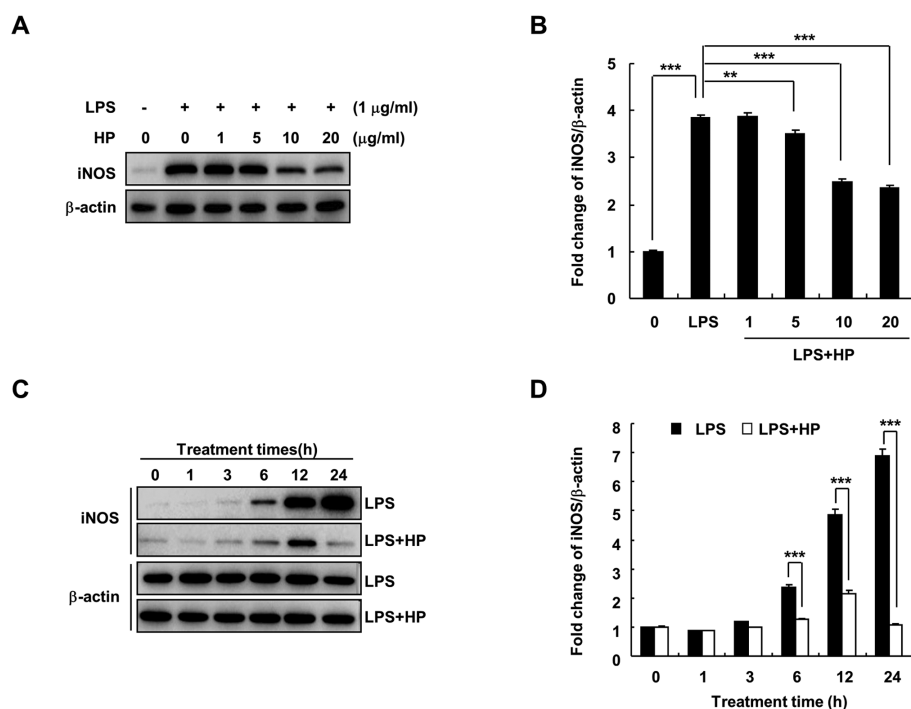 A
LPS - + + + + + (1 μg/ml)
HP 0 0 1 5 10 20 (μg/ml)
iNOS
β-actin
B
Fold change of iNOS/β-actin
5
4
3
2
1
0
***
***
***
**
0 LPS 1 5 10 20
LPS+HP
C
Treatment times(h)
0 1 3 6 12 24
iNOS
LPS
LPS+HP
β-actin
LPS
LPS+HP
D
Fold change of iNOS/β-actin
8
7
6
5
4
3
2
1
0
LPS LPS+HP
***
***
***
0 1 3 6 12 24
Treatment time (h)